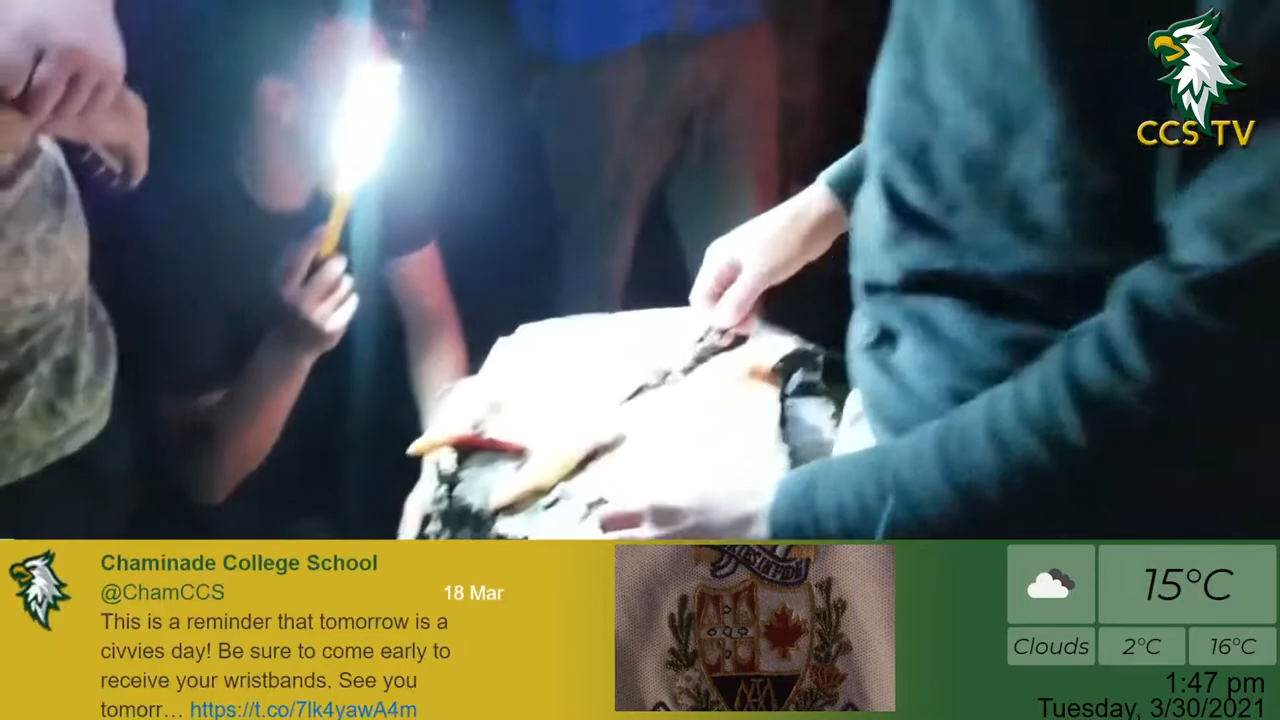 CCS TV
Chaminade College School
@ChamCCS
18 Mar
This is a reminder that tomorrow is a
civvies day! Be sure to come early to
receive your wristbands. See you
tomorr… https://t.co/7lk4yawA4m
15°C
Clouds
2°C
16°C
1:47 pm
Tuesday, 3/30/2021